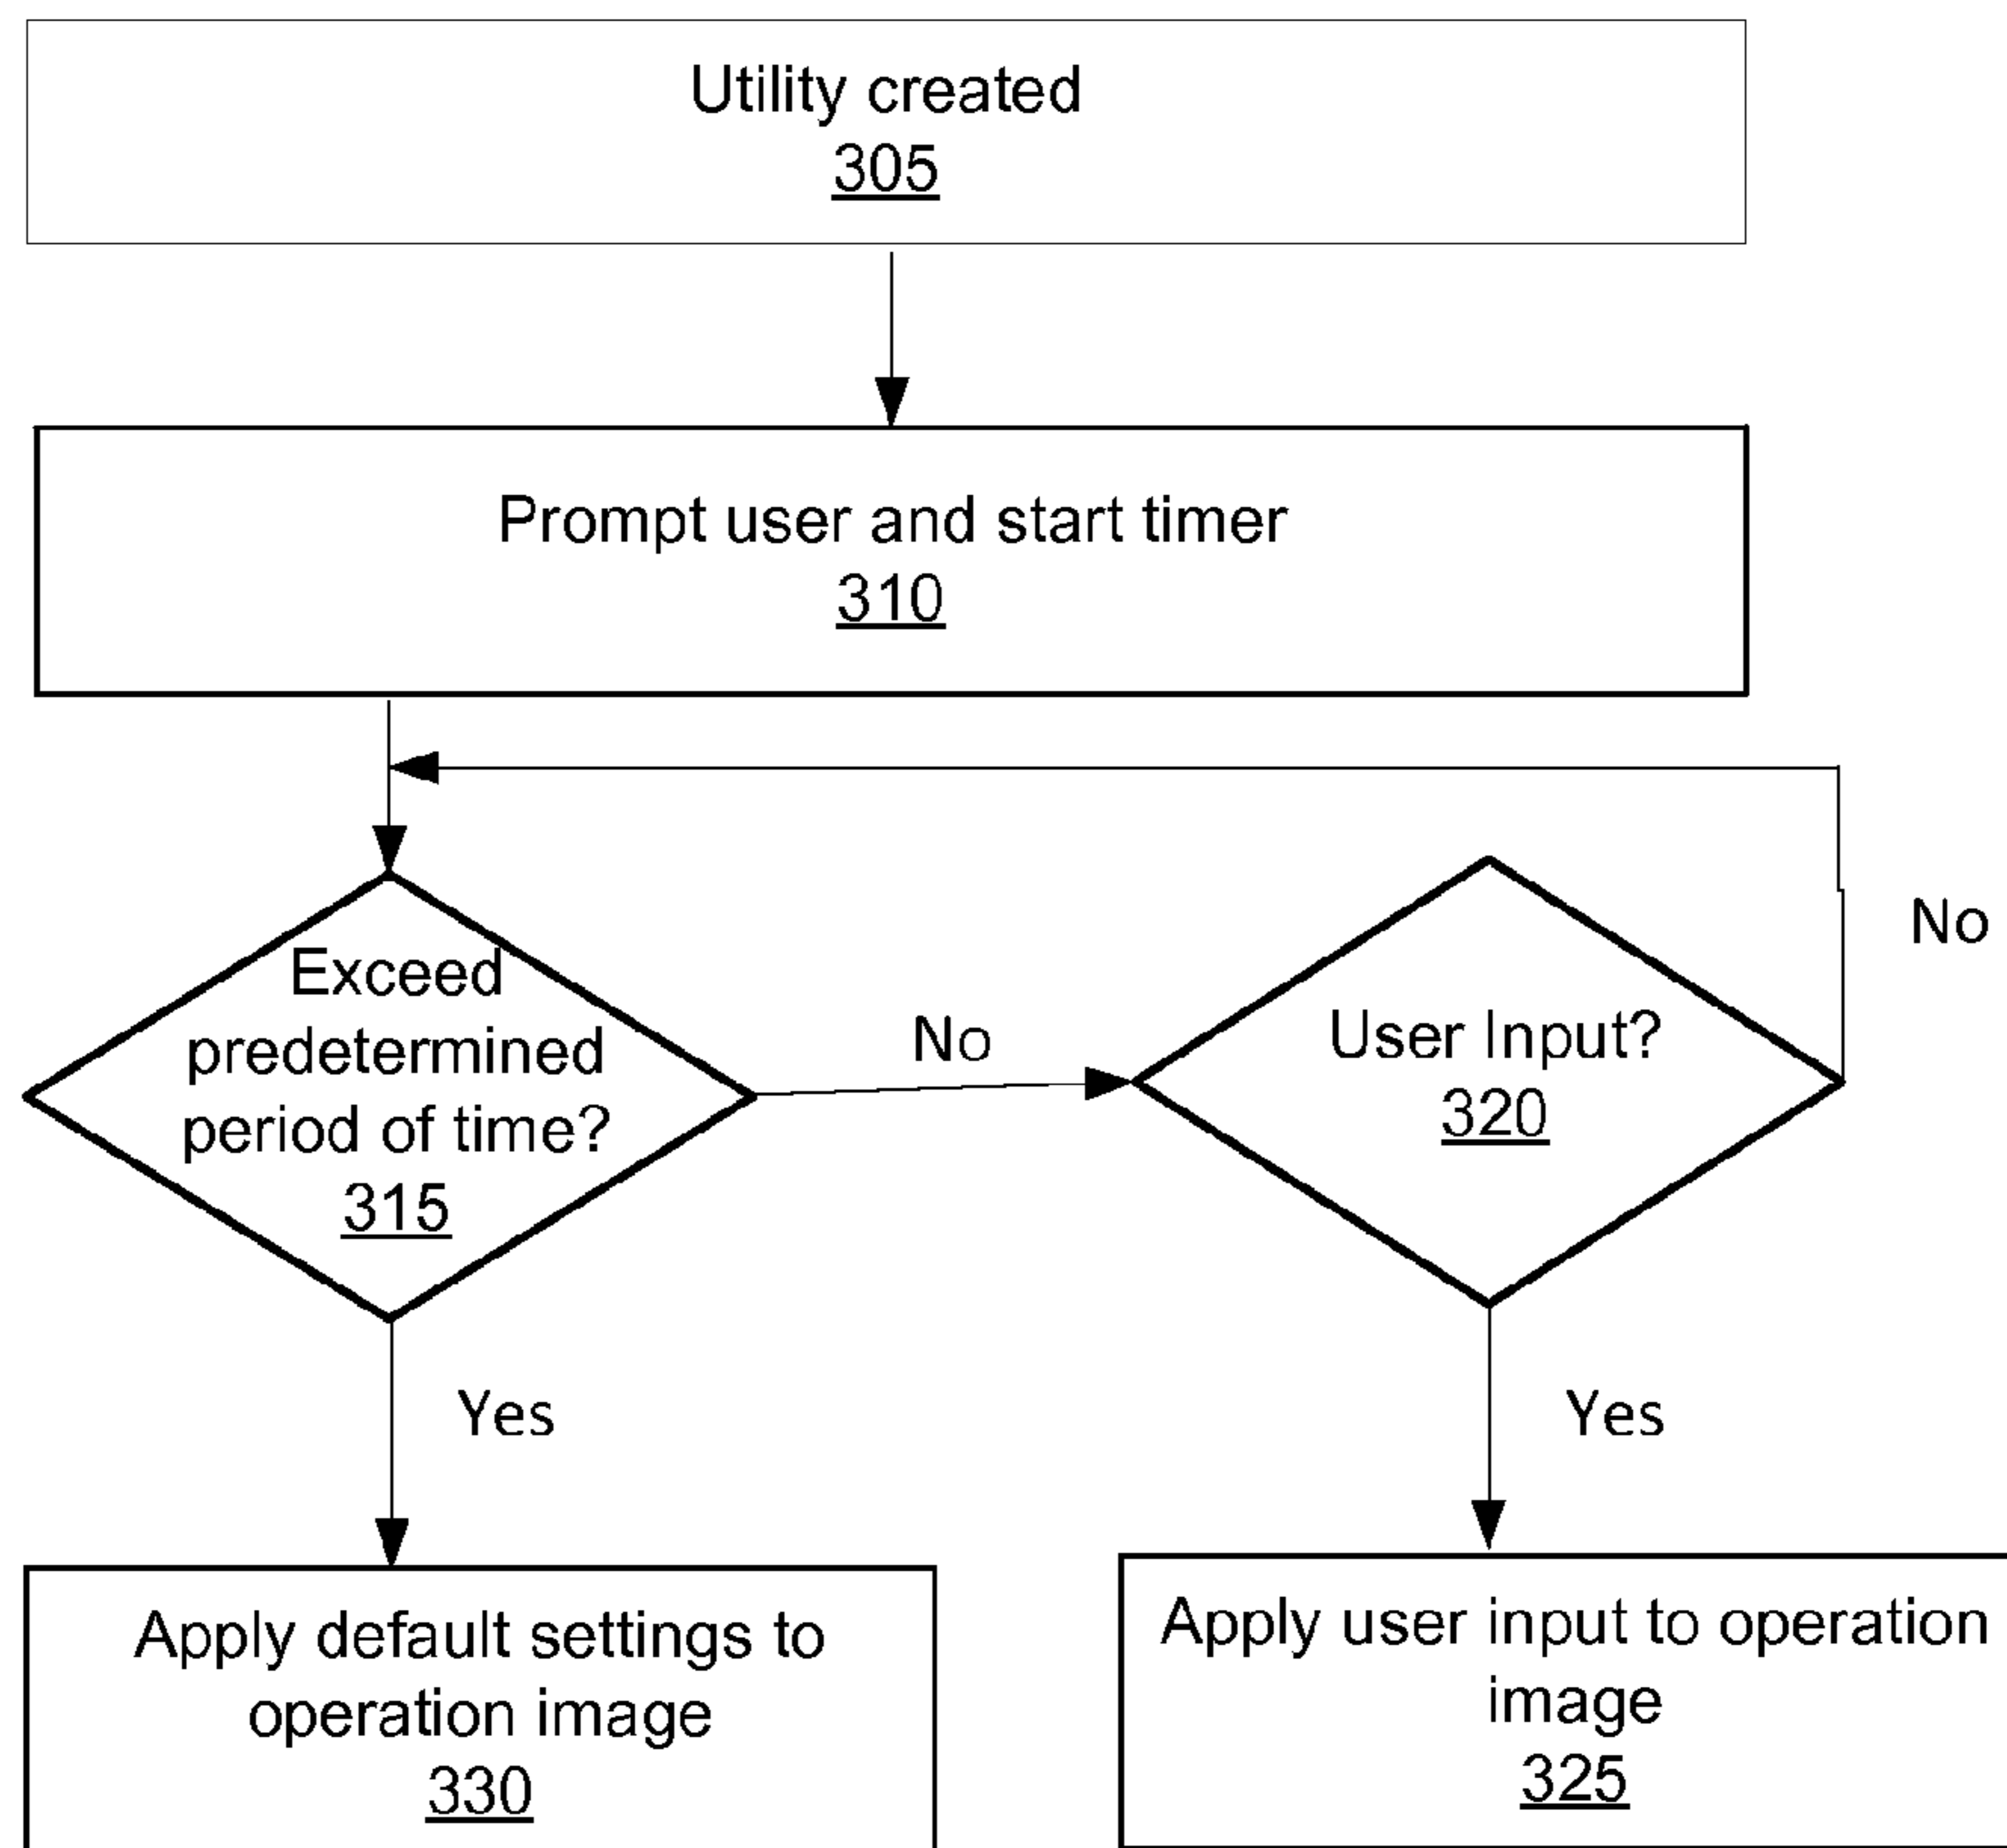 Utility created
305
Prompt user and start timer
310
Exceed
predetermined
period of time?
315
No
User Input?
320
No
Yes
Yes
Apply default settings to
operation image
330
Apply user input to operation
image
325